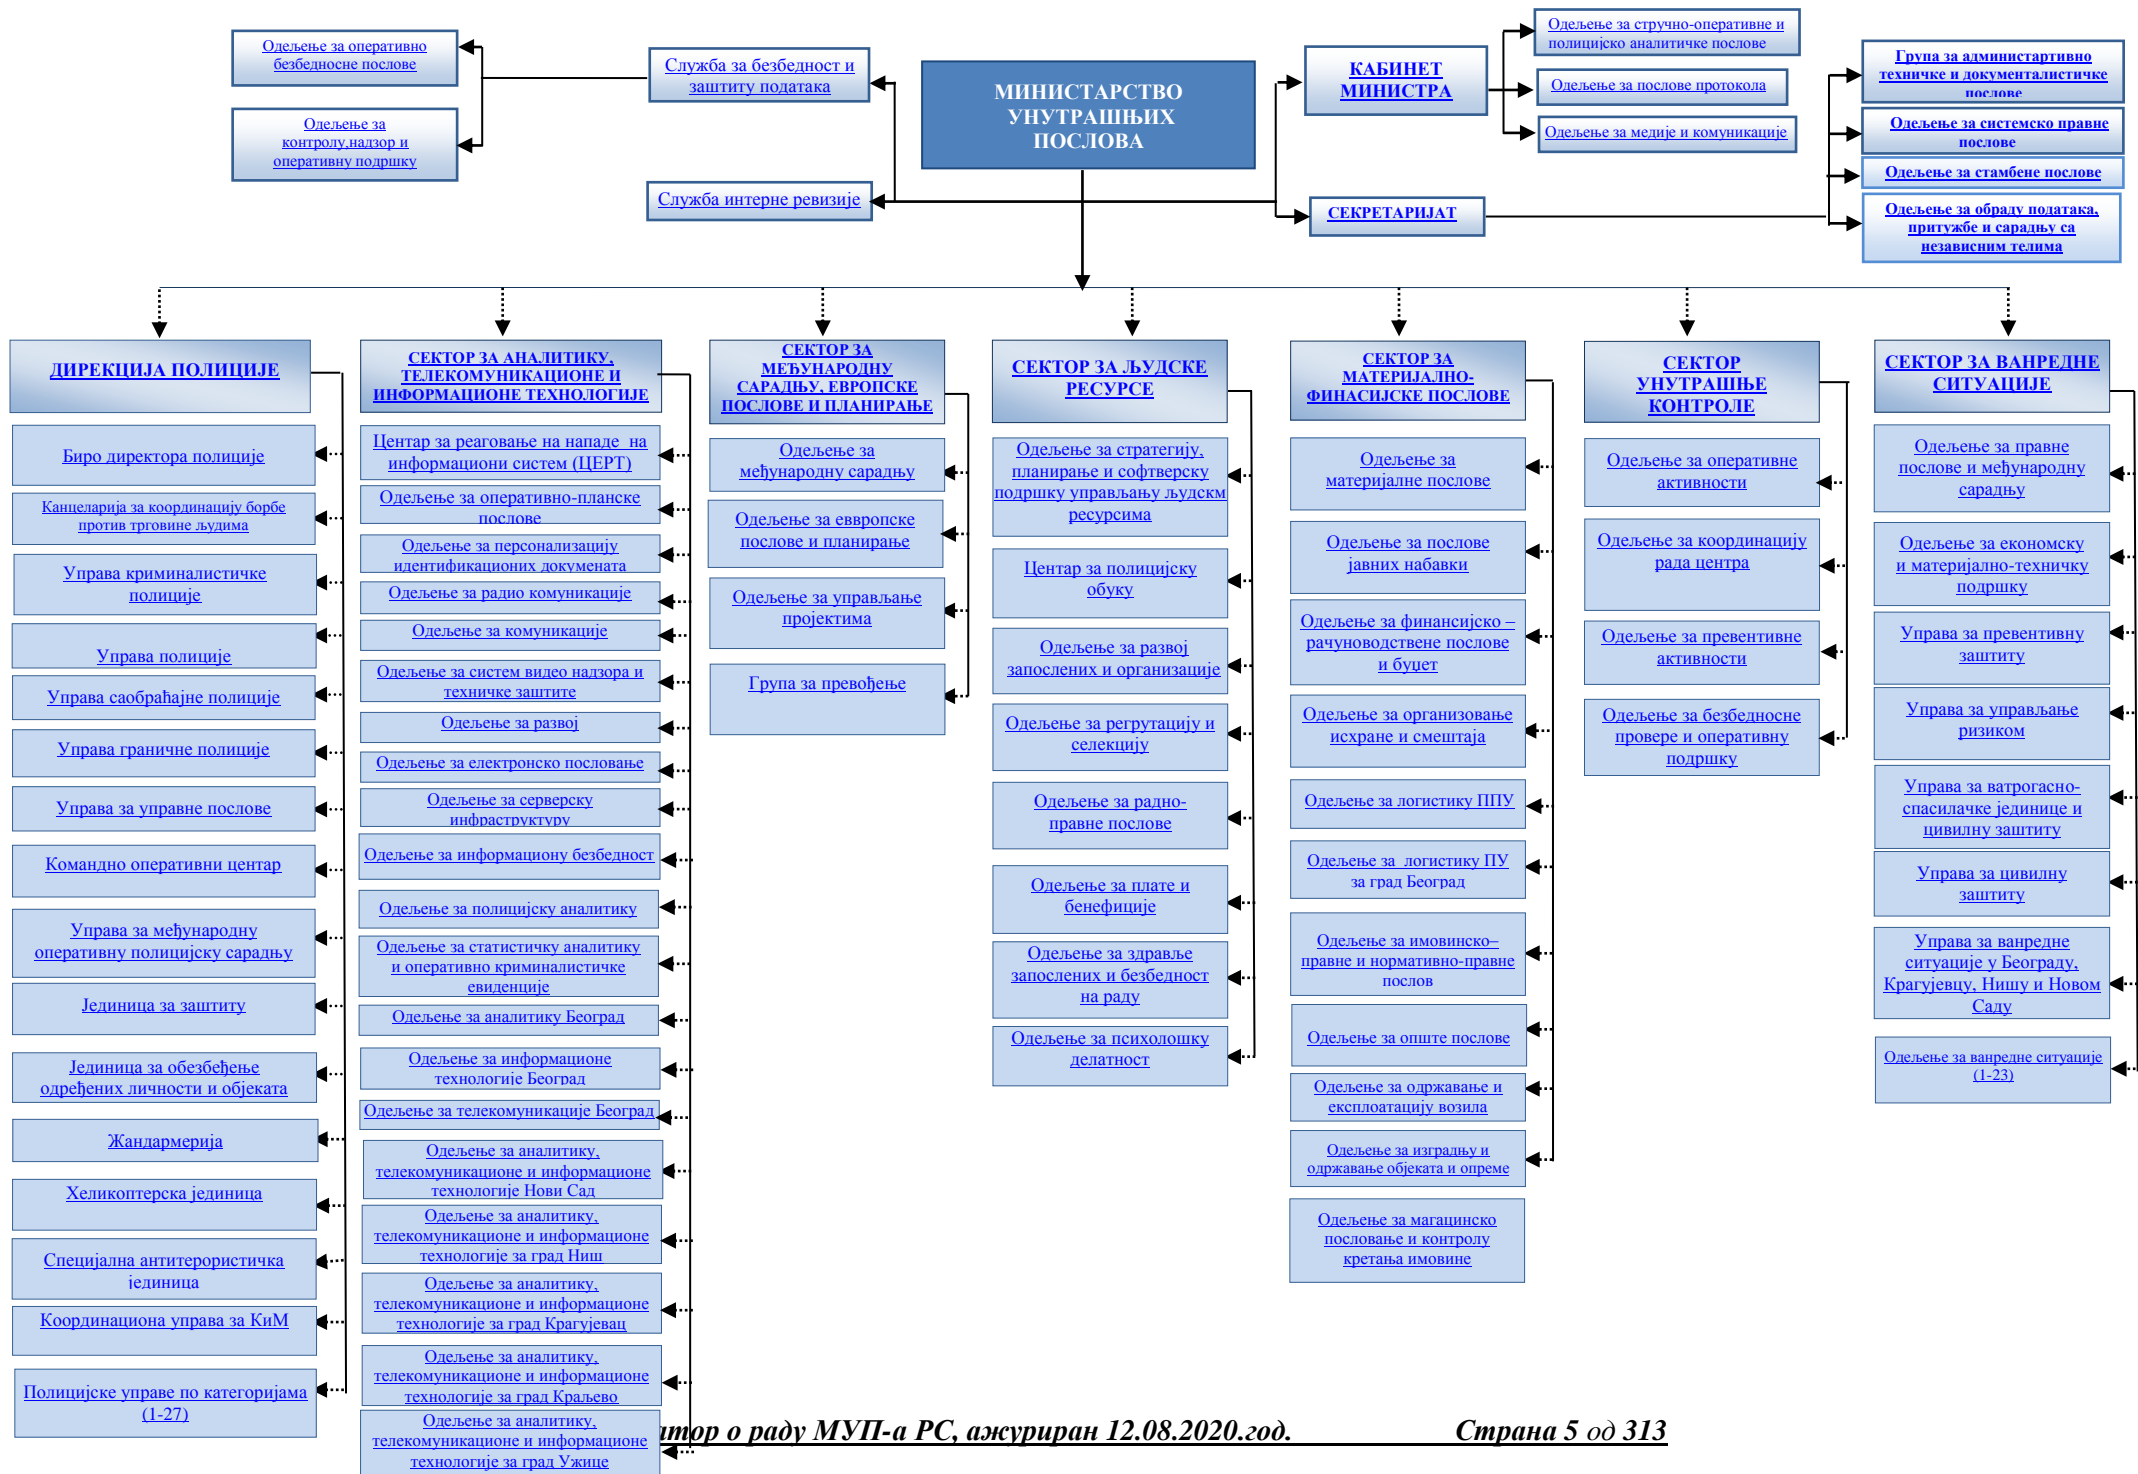 Одељење за оперативно
безбедносне послове
Одељење за
контролу,надзор и
оперативну подршку
Служба за безбедност и
заштиту података
Служба интерне ревизије
МИНИСТАРСТВО
УНУТРАШЊИХ
ПОСЛОВА
КАБИНЕТ
МИНИСТРА
Одељење за стручно-оперативне и
полицијско аналитичке послове
Одељење за послове протокола
Одељење за медије и комуникације
СЕКРЕТАРИЈАТ
Група за администартивно
техничке и документалистичке
послове
Одељење за системско правне
послове
Одељење за стамбене послове
Одељење за обраду података,
притужбе и сарадњу са
независним телима
ДИРЕКЦИЈА ПОЛИЦИЈЕ
Биро директора полиције
Канцеларија за координацију борбе
против трговине људима
Управа криминалистичке
полиције
Управа полиције
Управа саобраћајне полиције
Управа граничне полиције
Управа за управне послове
Командно оперативни центар
Управа за међународну
оперативну полицијску сарадњу
Јединица за заштиту
Јединица за обезбеђење
одређених личности и објеката
Жандармерија
Хеликоптерска јединица
Специјална антитерористичка
јединица
Координациона управа за КиМ
Полицијске управе по категоријама
(1-27)
СЕКТОР ЗА АНАЛИТИКУ,
ТЕЛЕКОМУНИКАЦИОНЕ И
ИНФОРМАЦИОНЕ ТЕХНОЛОГИЈЕ
Центар за реаговање на нападе на
информациони систем (ЦЕРТ)
Одељење за оперативно-планске
послове
Одељење за персонализацију
идентификационих докумената
Одељење за радио комуникације
Одељење за комуникације
Одељење за систем видео надзора и
техничке заштите
Одељење за развој
Одељење за електронско пословање
Одељење за серверску
инфраструктуру
Одељење за информациону безбедност
Одељење за полицијску аналитику
Одељење за статистичку аналитику
и оперативно криминалистичке
евиденције
Одељење за аналитику Београд
Одељење за информационе
технологије Београд
Одељење за телекомуникације Београд
Одељење за аналитику,
телекомуникационе и информационе
технологије Нови Сад
Одељење за аналитику,
телекомуникационе и информационе
технологије за град Ниш
Одељење за аналитику,
телекомуникационе и информационе
технологије за град Крагујевац
Одељење за аналитику,
телекомуникационе и информационе
технологије за град Краљево
Одељење за аналитику,
телекомуникационе и информационе
технологије за град Ужице
СЕКТОР ЗА
МЕЂУНАРОДНУ
САРАДЊУ, ЕВРОПСКЕ
ПОСЛОВЕ И ПЛАНИРАЊЕ
Одељење за
међународну сарадњу
Одељење за еввропске
послове и планирање
Одељење за управљање
пројектима
Група за превођење
СЕКТОР ЗА ЉУДСКЕ
РЕСУРСЕ
Одељење за стратегију,
планирање и софтверску
подршку управљању људскм
ресурсима
Центар за полицијску
обуку
Одељење за развој
запослених и организације
Одељење за регрутацију и
селекцију
Одељење за радно-
правне послове
Одељење за плате и
бенефиције
Одељење за здравље
запослених и безбедност
на раду
Одељење за психолошку
делатност
СЕКТОР ЗА
МАТЕРИЈАЛНО-
ФИНАСИЈСКЕ ПОСЛОВЕ
Одељење за
материјалне послове
Одељење за послове
јавних набавки
Одељење за финансијско –
рачуноводствене послове
и буџет
Одељење за организовање
исхране и смештаја
Одељење за логистику ППУ
Одељење за логистику ПУ
за град Београд
Одељење за имовинско–
правне и нормативно-правне
послов
Одељење за опште послове
Одељење за одржавање и
експлоатацију возила
Одељење за изградњу и
одржавање објеката и опреме
Одељење за магацинско
пословање и контролу
кретања имовине
СЕКТОР
УНУТРАШЊЕ
КОНТРОЛЕ
Одељење за оперативне
активности
Одељење за координацију
рада центра
Одељење за превентивне
активности
Одељење за безбедносне
провере и оперативну
подршку
СЕКТОР ЗА ВАНРЕДНЕ
СИТУАЦИЈЕ
Одељење за правне
послове и међународну
сарадњу
Одељење за економску
и материјално-техничку
подршку
Управа за превентивну
заштиту
Управа за управљање
ризиком
Управа за ватрогасно-
спасилачке јединице и
цивилну заштиту
Управа за цивилну
заштиту
Управа за ванредне
ситуације у Београду,
Крагујевцу, Нишу и Новом
Саду
Одељење за ванредне ситуације
(1-23)
атор о раду МУП-а РС, ажуриран 12.08.2020.год. Страна 5 од 313